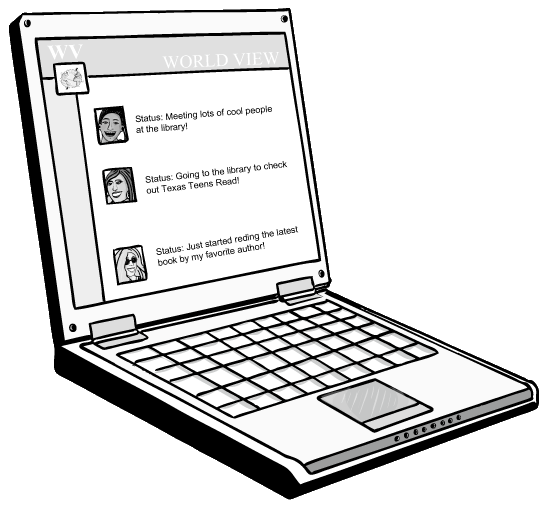 WV
WORLD VIEW
Status: Meeting lots of cool people
at the library!
Status: Going to the library to check
out Texas Teens Read!
Status: Just started reding the latest
book by my favorite author!